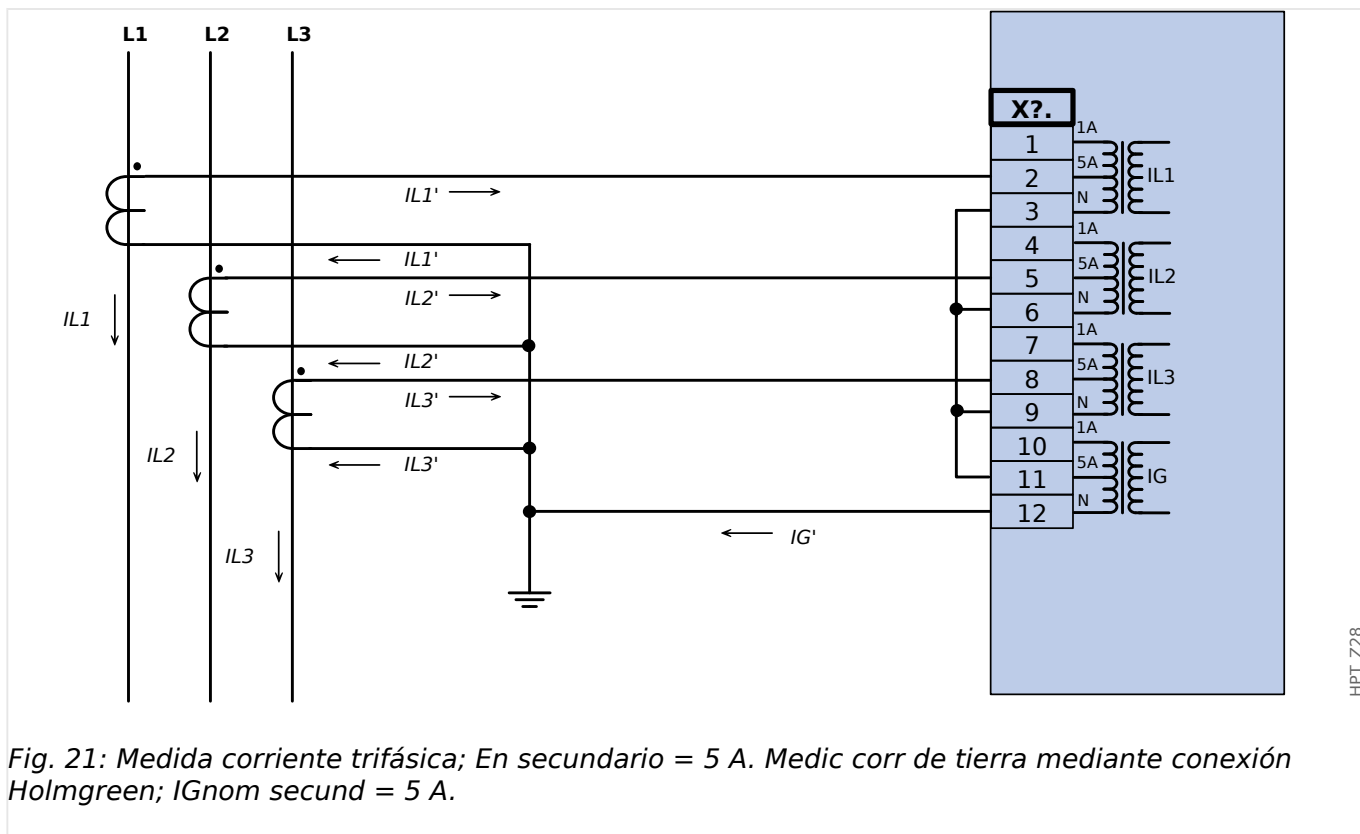 L1 L2 L3
X?.
1A
1
5A
2
IL1
N
3
1A
4
5A
5
IL2
N
6
1A
7
5A
8
IL3
N
9
1A
10
5A
11
IG
N
12
IL1'
IL1'
IL2'
IL1
IL2'
IL3'
IL2
IL3'
IG'
IL3
HPT_Z28
Fig. 21: Medida corriente trifásica; En secundario = 5 A. Medic corr de tierra mediante conexión
Holmgreen; IGnom secund = 5 A.